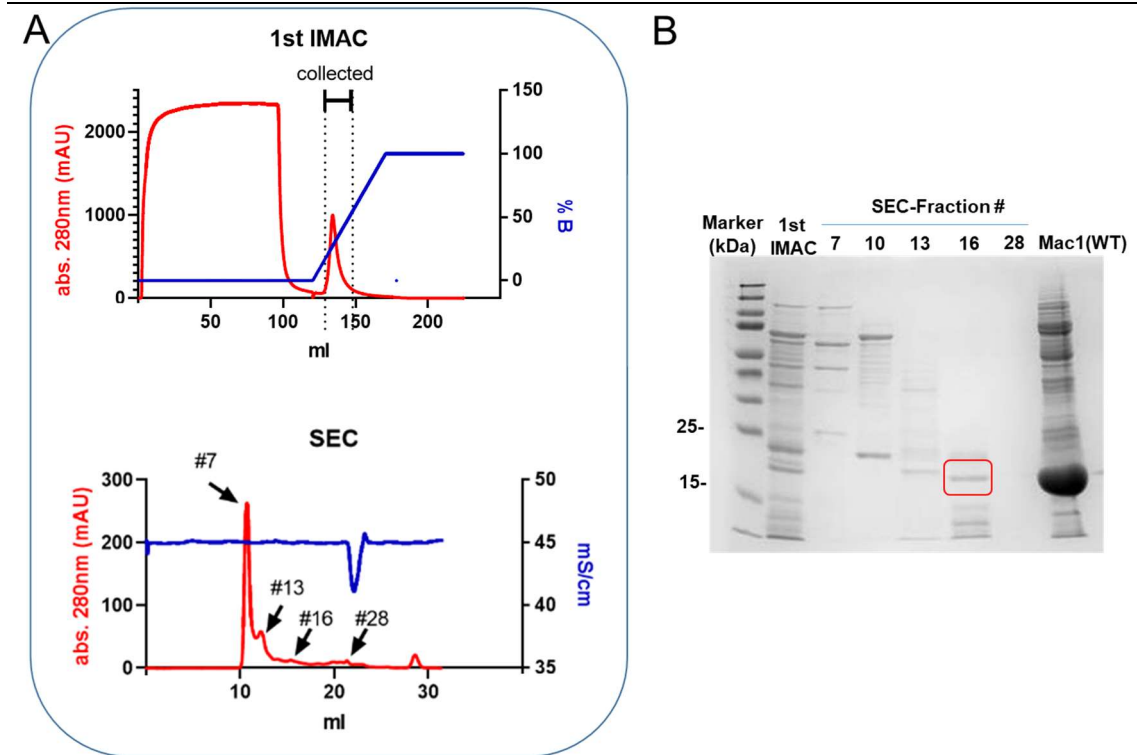 A
1st IMAC
collected
abs. 280nm (mAU)
2000
1000
0
150
100
50
0
% B
50
100
150
200
ml
SEC
#7
#13
#16
#28
abs. 280nm (mAU)
300
200
100
0
50
45
40
35
mS/cm
10
20
30
ml
B
SEC-Fraction #
Marker (kDa)
1st IMAC
7
10
13
16
28
Mac1(WT)
25-
15-